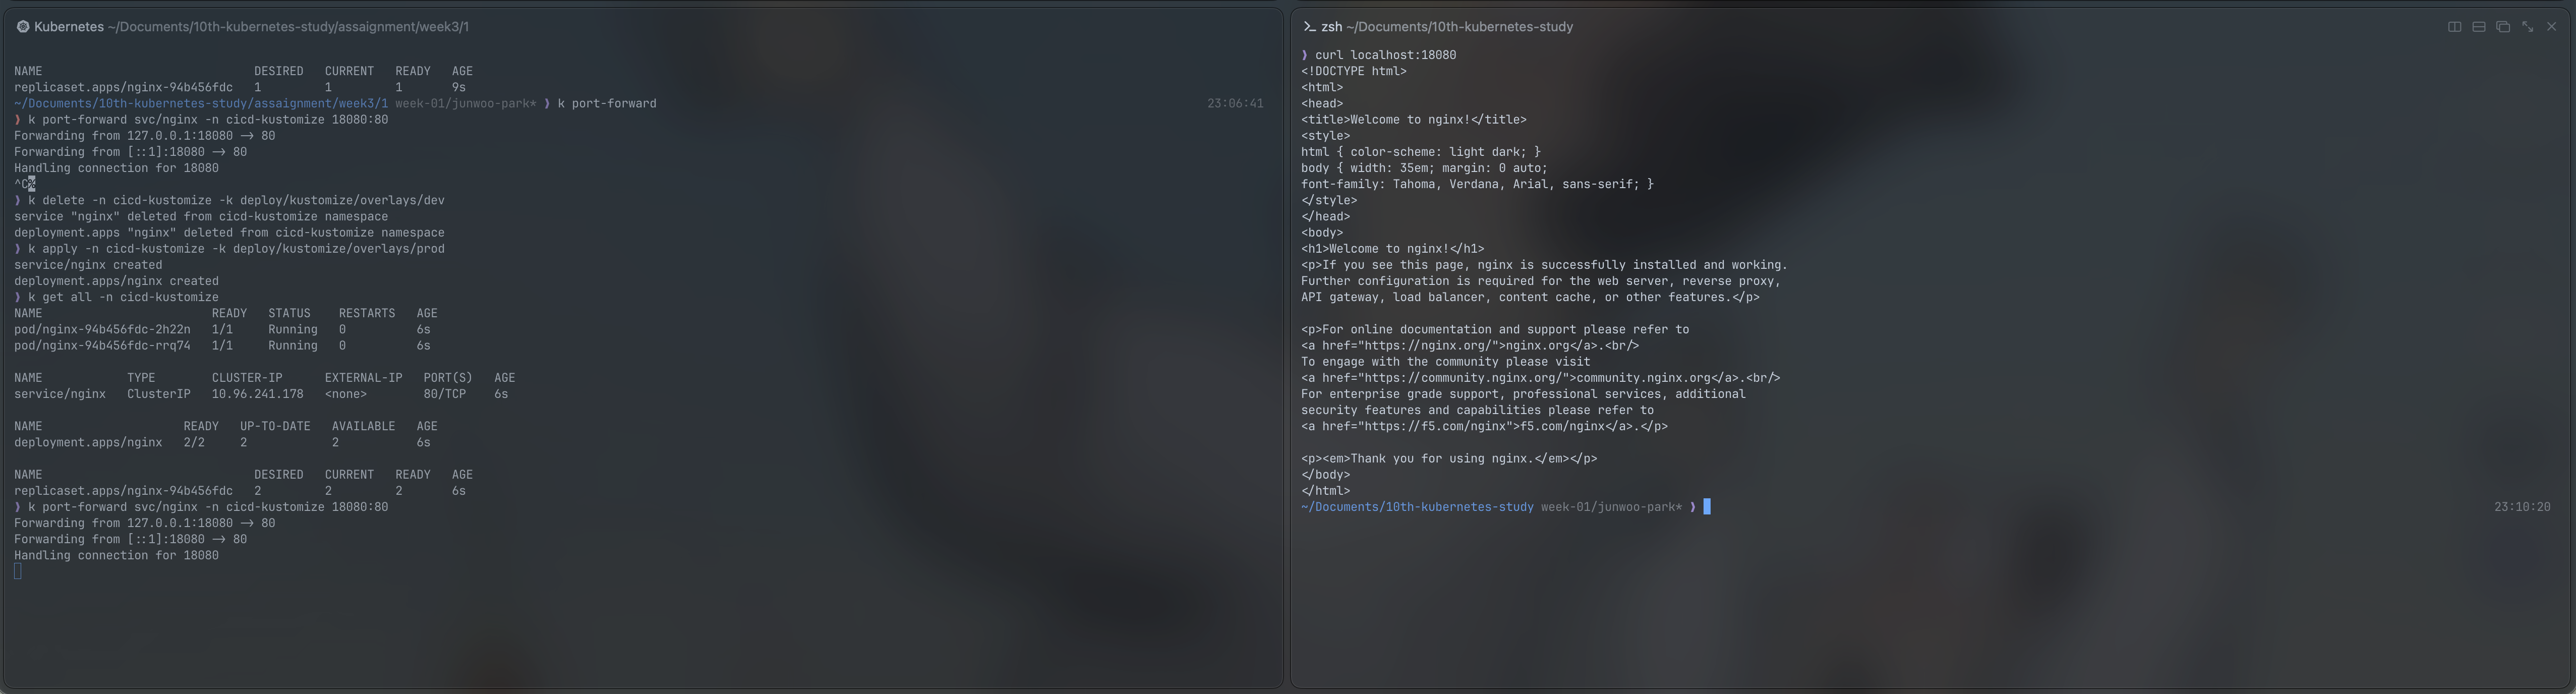 Kubernetes ~/Documents/10th-kubernetes-study/assaignment/week3/1
NAME DESIRED CURRENT READY AGE
replicaset.apps/nginx-94b456fdc 1 1 1 9s
~/Documents/10th-kubernetes-study/assaignment/week3/1 week-01/junwoo-park* ❯ k port-forward 23:06:41
❯ k port-forward svc/nginx -n cicd-kustomize 18080:80
Forwarding from 127.0.0.1:18080 -> 80
Forwarding from [::1]:18080 -> 80
Handling connection for 18080
^C%
❯ k delete -n cicd-kustomize -k deploy/kustomize/overlays/dev
service "nginx" deleted from cicd-kustomize namespace
deployment.apps "nginx" deleted from cicd-kustomize namespace
❯ k apply -n cicd-kustomize -k deploy/kustomize/overlays/prod
service/nginx created
deployment.apps/nginx created
❯ k get all -n cicd-kustomize
NAME READY STATUS RESTARTS AGE
pod/nginx-94b456fdc-2h22n 1/1 Running 0 6s
pod/nginx-94b456fdc-rrq74 1/1 Running 0 6s
NAME TYPE CLUSTER-IP EXTERNAL-IP PORT(S) AGE
service/nginx ClusterIP 10.96.241.178 <none> 80/TCP 6s
NAME READY UP-TO-DATE AVAILABLE AGE
deployment.apps/nginx 2/2 2 2 6s
NAME DESIRED CURRENT READY AGE
replicaset.apps/nginx-94b456fdc 2 2 2 6s
❯ k port-forward svc/nginx -n cicd-kustomize 18080:80
Forwarding from 127.0.0.1:18080 -> 80
Forwarding from [::1]:18080 -> 80
Handling connection for 18080
zsh ~/Documents/10th-kubernetes-study
❯ curl localhost:18080
<!DOCTYPE html>
<html>
<head>
<title>Welcome to nginx!</title>
<style>
html { color-scheme: light dark; }
body { width: 35em; margin: 0 auto;
font-family: Tahoma, Verdana, Arial, sans-serif; }
</style>
</head>
<body>
<h1>Welcome to nginx!</h1>
<p>If you see this page, nginx is successfully installed and working.
Further configuration is required for the web server, reverse proxy,
API gateway, load balancer, content cache, or other features.</p>
<p>For online documentation and support please refer to
<a href="https://nginx.org/">nginx.org</a>.<br/>
To engage with the community please visit
<a href="https://community.nginx.org/">community.nginx.org</a>.<br/>
For enterprise grade support, professional services, additional
security features and capabilities please refer to
<a href="https://f5.com/nginx">f5.com/nginx</a>.</p>
<p><em>Thank you for using nginx.</em></p>
</body>
</html>
~/Documents/10th-kubernetes-study week-01/junwoo-park* ❯ 23:10:20